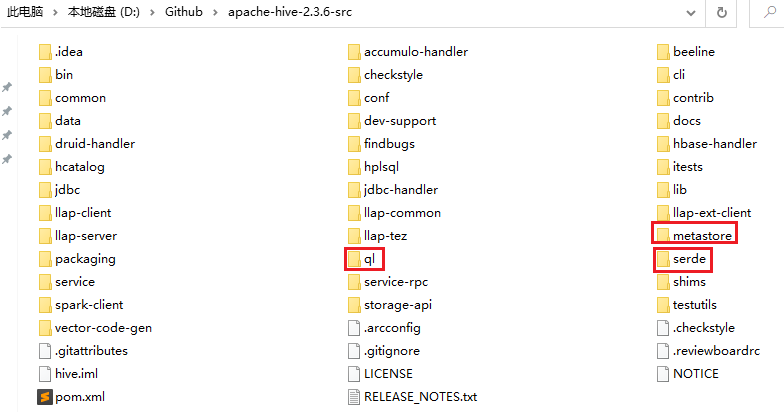 此电脑 > 本地磁盘 (D:) > Github > apache-hive-2.3.6-src
.idea accumulo-handler beeline
bin checkstyle cli
common conf contrib
data dev-support docs
druid-handler findbugs hbase-handler
hcatalog hplsql itests
jdbc jdbc-handler lib
llap-client llap-common llap-ext-client
llap-server llap-tez metastore
packaging ql serde
service service-rpc shims
spark-client storage-api testutils
vector-code-gen .arcconfig .checkstyle
.gitattributes .gitignore .reviewboardrc
hive.iml LICENSE NOTICE
pom.xml RELEASE_NOTES.txt